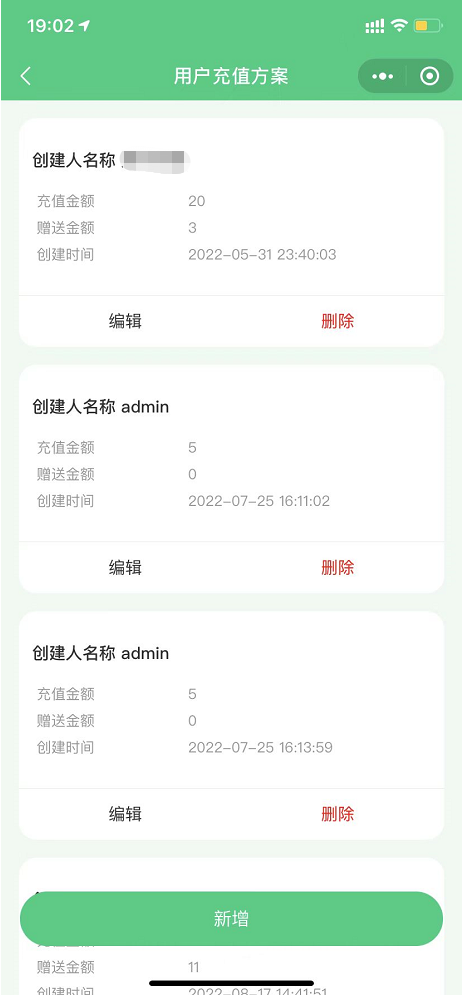 19:02
用户充值方案
创建人名称
充值金额 20
赠送金额 3
创建时间 2022-05-31 23:40:03
编辑 删除
创建人名称 admin
充值金额 5
赠送金额 0
创建时间 2022-07-25 16:11:02
编辑 删除
创建人名称 admin
充值金额 5
赠送金额 0
创建时间 2022-07-25 16:13:59
编辑 删除
新增
赠送金额 11
创建时间 2022-08-17 14:41:51